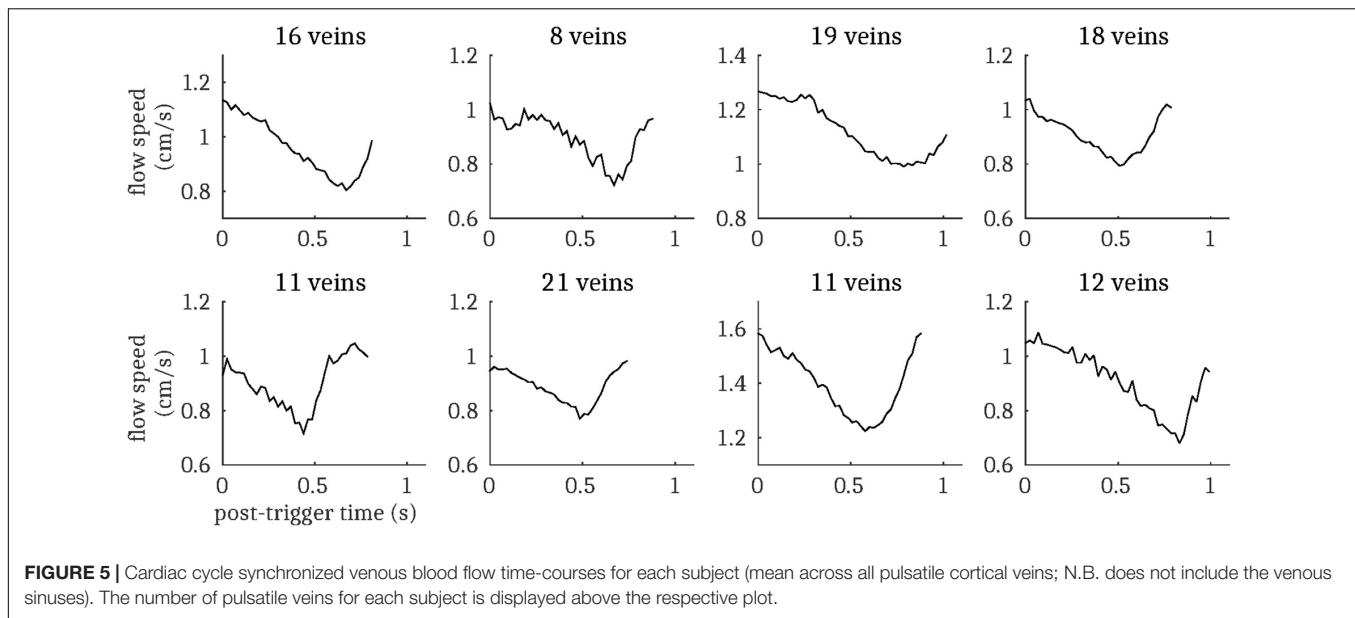 16 veins
8 veins
19 veins
18 veins
flow speed
(cm/s)
1.2
1
0.8
0 0.5 1
1
0.8
0.6
0 0.5 1
1.4
1.2
1
0.8
0 0.5 1
1.2
1
0.8
0.6
0 0.5 1
11 veins
21 veins
11 veins
12 veins
flow speed
(cm/s)
1.2
1
0.8
0.6
0 0.5 1
post-trigger time (s)
1.2
1
0.8
0.6
0 0.5 1
1.6
1.4
1.2
0 0.5 1
1.2
1
0.8
0.6
0 0.5 1
FIGURE 5 | Cardiac cycle synchronized venous blood flow time-courses for each subject (mean across all pulsatile cortical veins; N.B. does not include the venous
sinuses). The number of pulsatile veins for each subject is displayed above the respective plot.